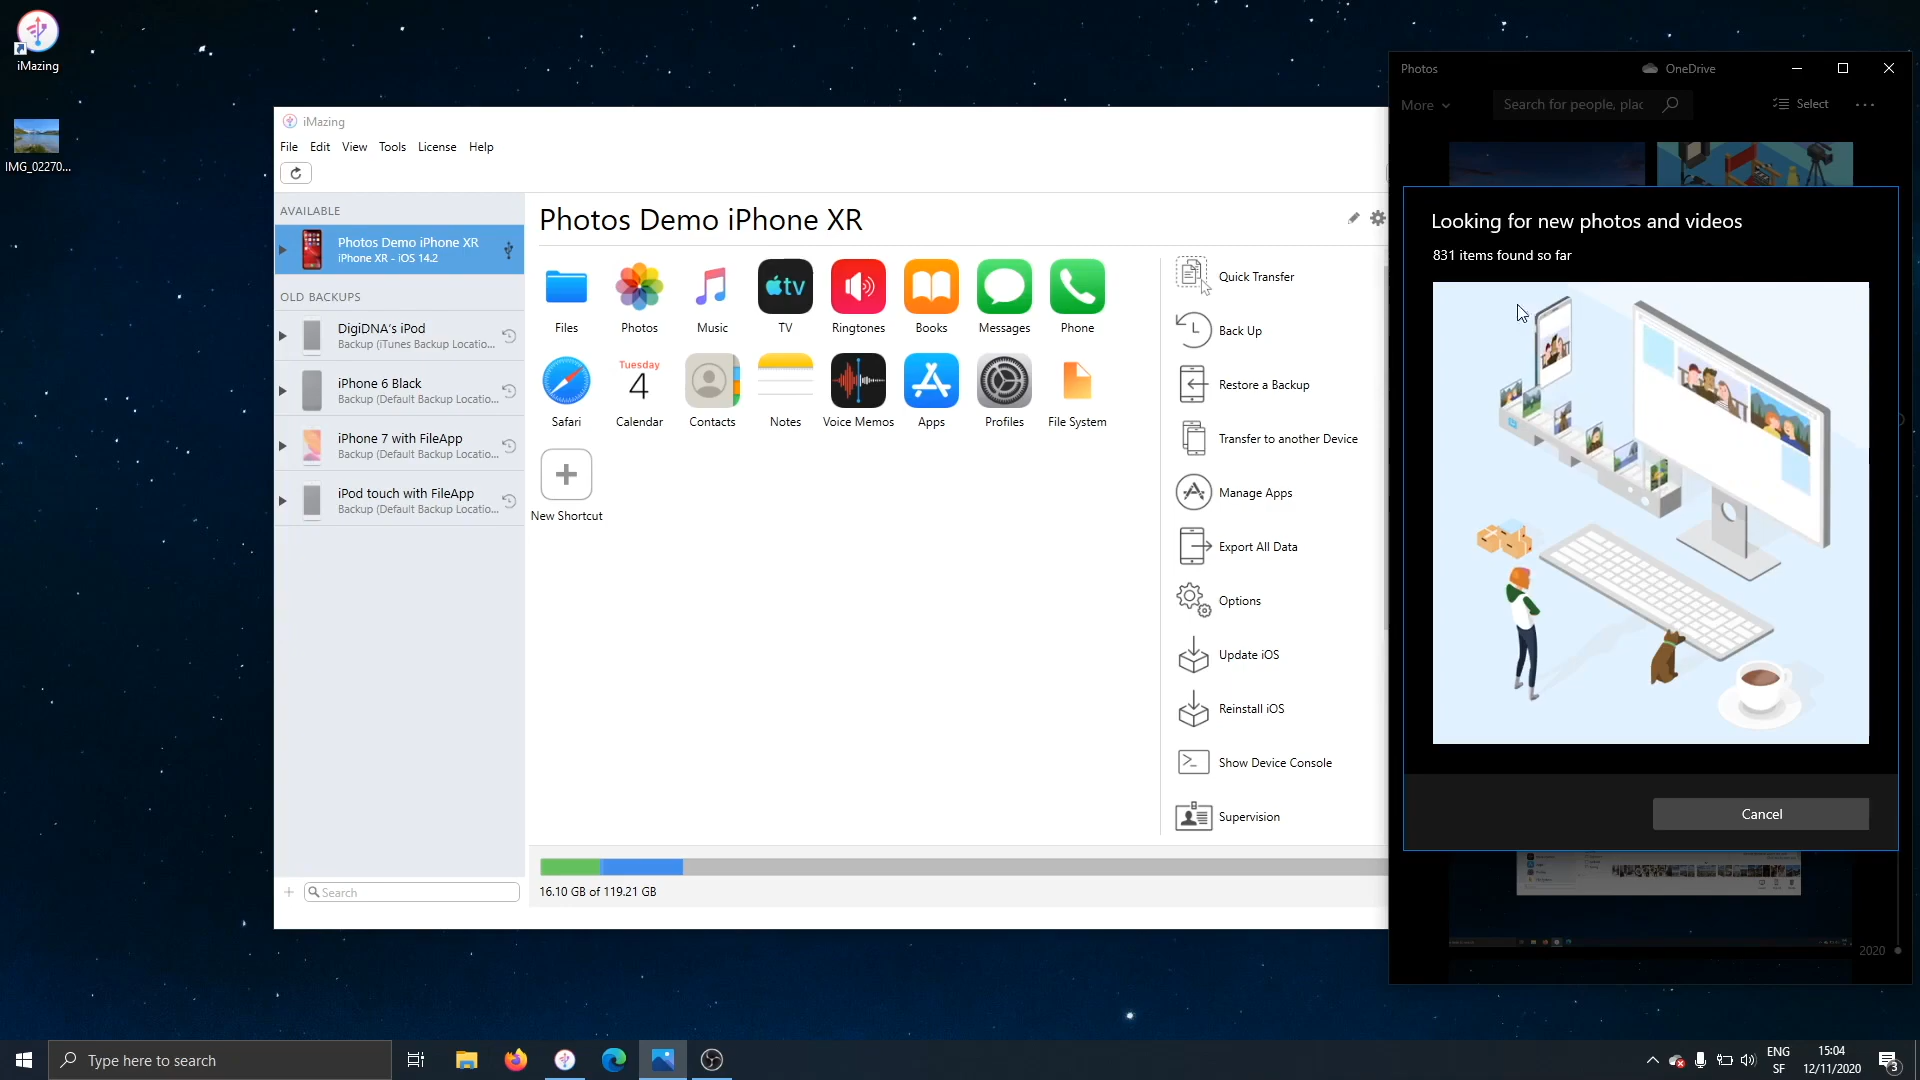 iMazing
IMG_02270...
iMazing
File Edit View Tools License Help
AVAILABLE
Photos Demo iPhone XR
iPhone XR - iOS 14.2
OLD BACKUPS
DigiDNA's iPod
Backup (iTunes Backup Locatio...
iPhone 6 Black
Backup (Default Backup Locatio...
iPhone 7 with FileApp
Backup (Default Backup Locatio...
iPod touch with FileApp
Backup (Default Backup Locatio...
Search
Photos Demo iPhone XR
tv
Files Photos Music TV Ringtones Books Messages Phone
Tuesday
4
Safari Calendar Contacts Notes Voice Memos Apps Profiles File System
New Shortcut
Quick Transfer
Back Up
Restore a Backup
Transfer to another Device
Manage Apps
Export All Data
Options
Update iOS
Reinstall iOS
Show Device Console
Supervision
16.10 GB of 119.21 GB
Photos
OneDrive
More
Search for people, plac
Select
Looking for new photos and videos
831 items found so far
Cancel
2020
Type here to search
ENG
SF
15:04
12/11/2020
3